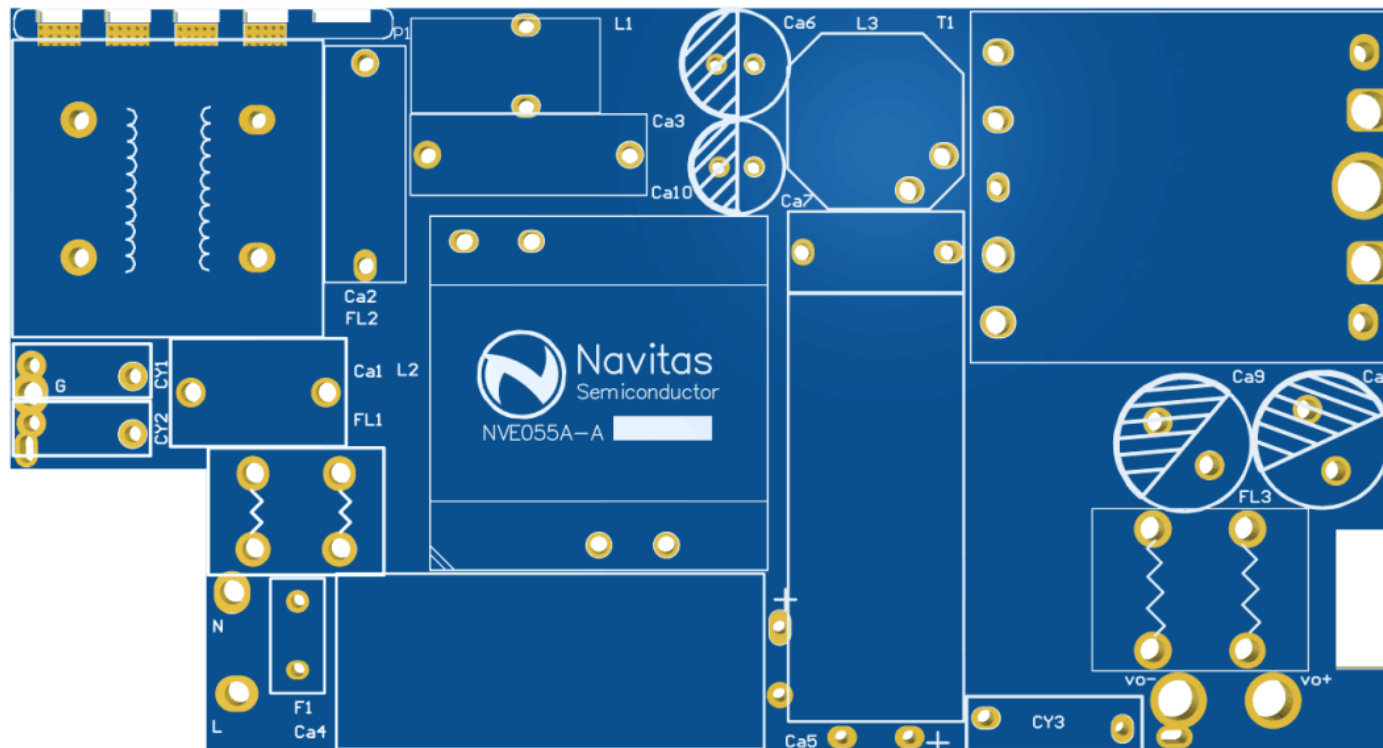 P1
L1
Ca6
L3
T1
Ca3
Ca10
Ca7
Ca2
FL2
CY1
G
Ca1
L2
CY2
FL1
Navitas
Semiconductor
NVE055A-A
Ca9
Ca
FL3
N
L
F1
Ca4
+
Ca5
+
CY3
vo-
vo+